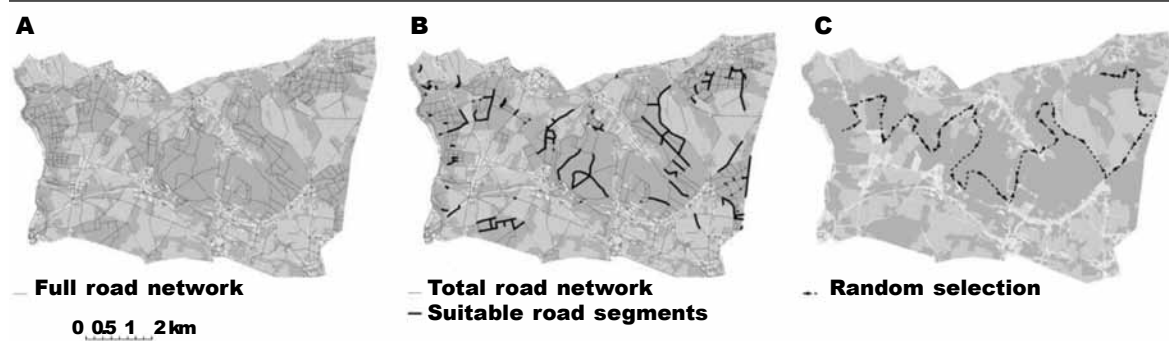 A
B
C
Full road network
Total road network
Suitable road segments
Random selection
0 0.5 1 2 km